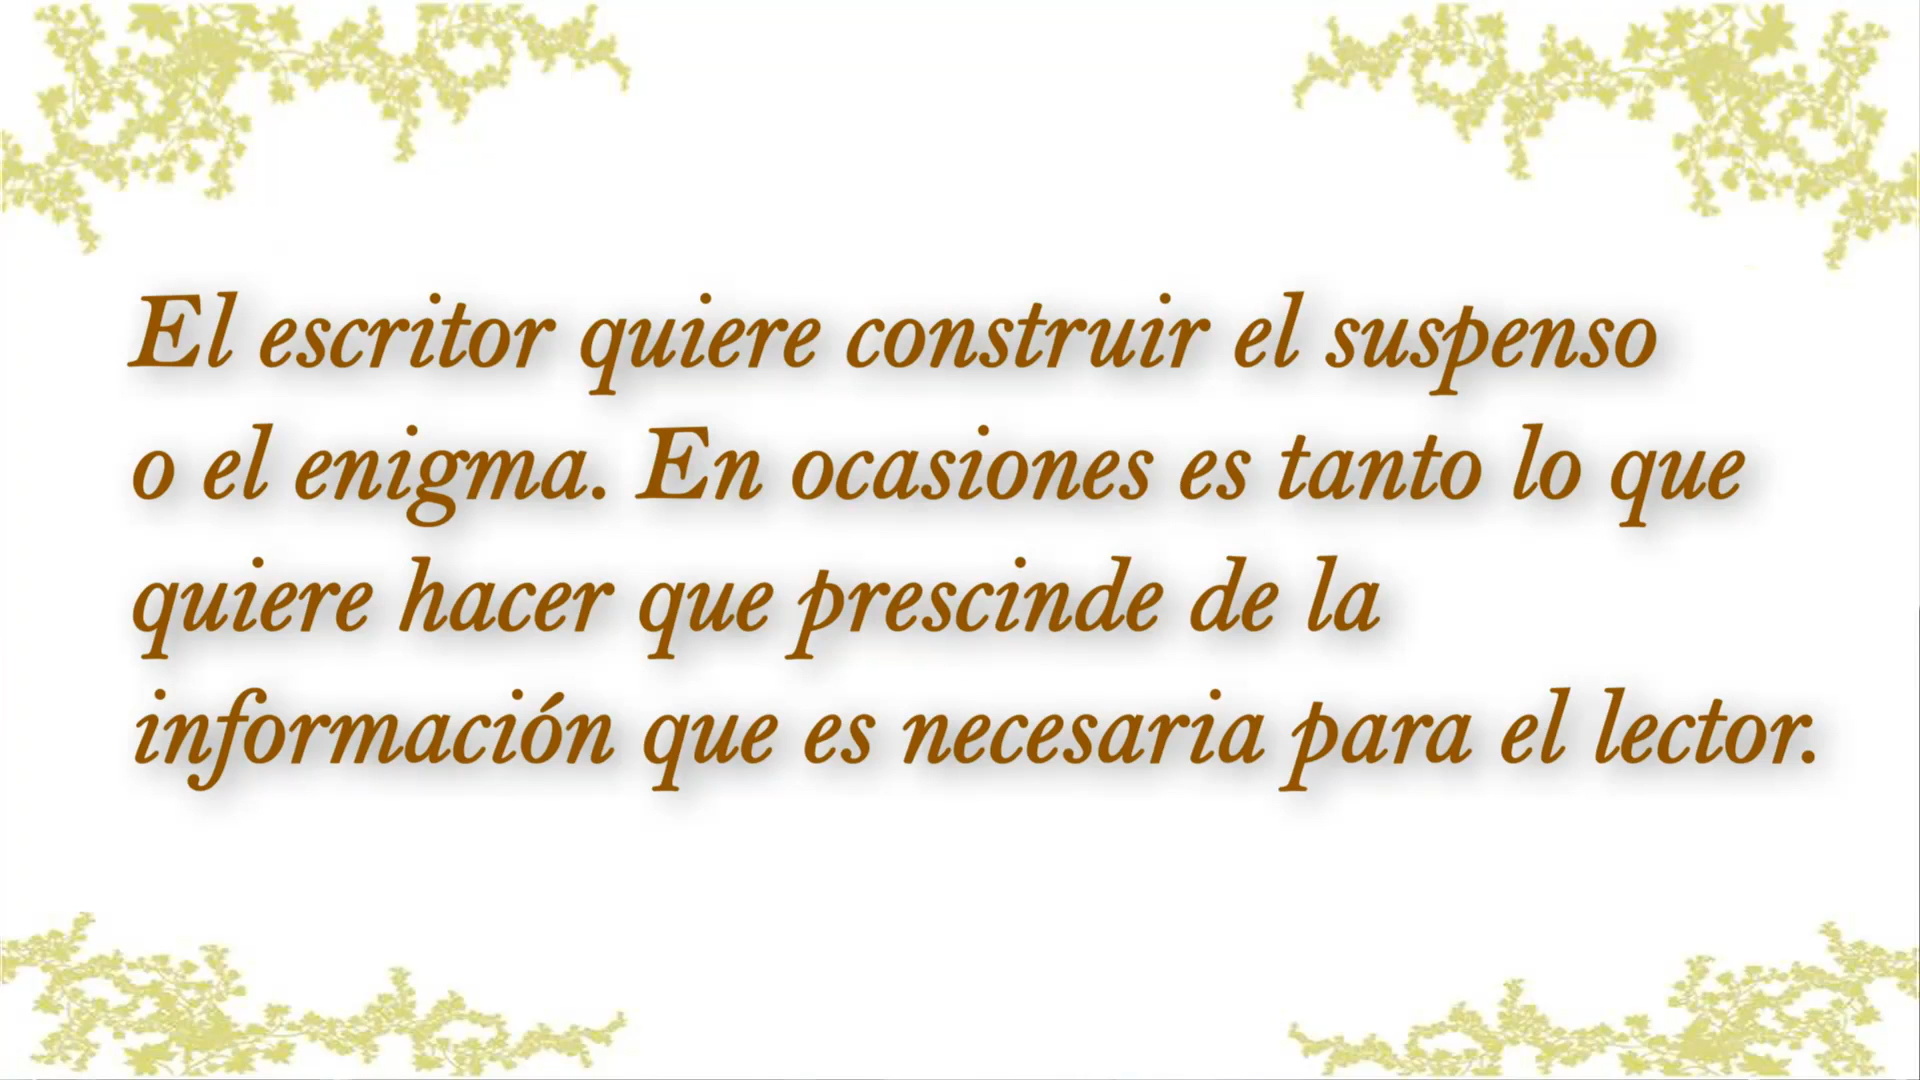 El escritor quiere construir el suspenso
o el enigma. En ocasiones es tanto lo que
quiere hacer que prescinde de la
información que es necesaria para el lector.